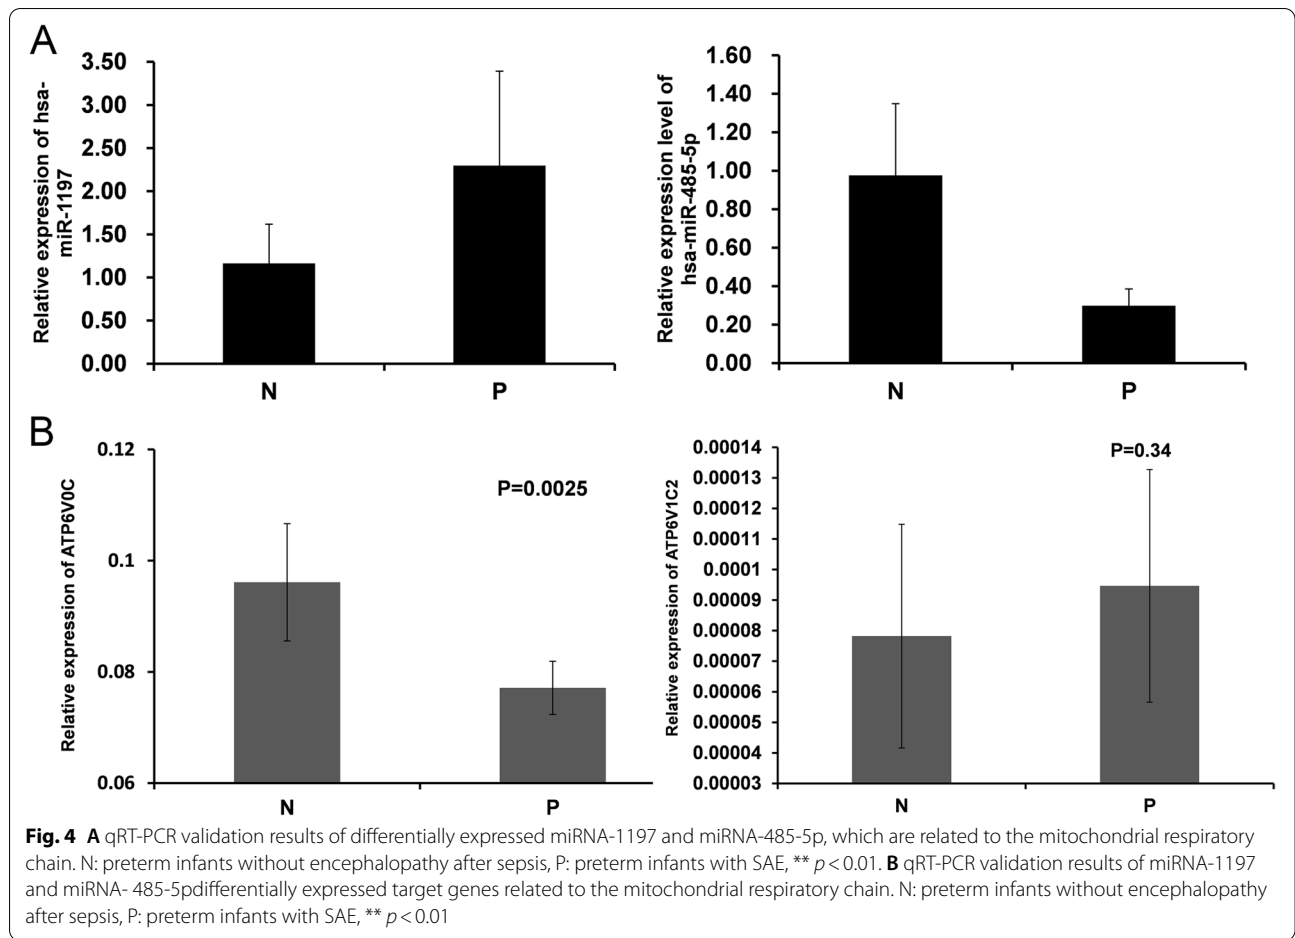 A
Relative expression of hsa-
miR-1197
3.50
3.00
2.50
2.00
1.50
1.00
0.50
0.00
N
P
Relative expression level of
hsa-miR-485-5p
1.60
1.40
1.20
1.00
0.80
0.60
0.40
0.20
0.00
N
P
B
Relative expression of ATP6V0C
0.12
0.1
0.08
0.06
P=0.0025
N
P
Relative expression of ATP6V1C2
0.00014
0.00013
0.00012
0.00011
0.0001
0.00009
0.00008
0.00007
0.00006
0.00005
0.00004
0.00003
P=0.34
N
P
Fig. 4 A qRT-PCR validation results of differentially expressed miRNA-1197 and miRNA-485-5p, which are related to the mitochondrial respiratory
chain. N: preterm infants without encephalopathy after sepsis, P: preterm infants with SAE, ** p < 0.01. B qRT-PCR validation results of miRNA-1197
and miRNA- 485-5pdifferentially expressed target genes related to the mitochondrial respiratory chain. N: preterm infants without encephalopathy
after sepsis, P: preterm infants with SAE, ** p < 0.01